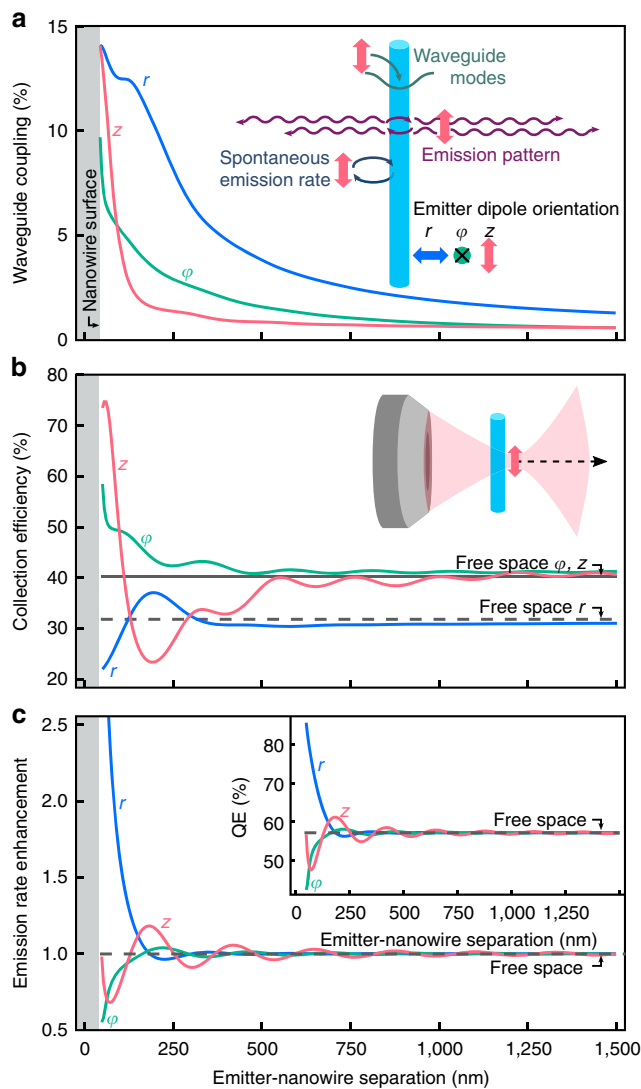 a
15
10
5
0
Waveguide coupling (%)
Nanowire surface
r
z
φ
Waveguide
modes
Emission pattern
Spontaneous
emission rate
Emitter dipole orientation
r φ z
b
80
70
60
50
40
30
20
Collection efficiency (%)
z
φ
r
Free space φ, z
Free space r
c
2.5
2.0
1.5
1.0
0.5
Emission rate enhancement
r
z
φ
Free space
80
70
60
50
QE (%)
r
z
φ
Free space
0 250 500 750 1,000 1,250
Emitter-nanowire separation (nm)
0 250 500 750 1,000 1,250 1,500
Emitter-nanowire separation (nm)